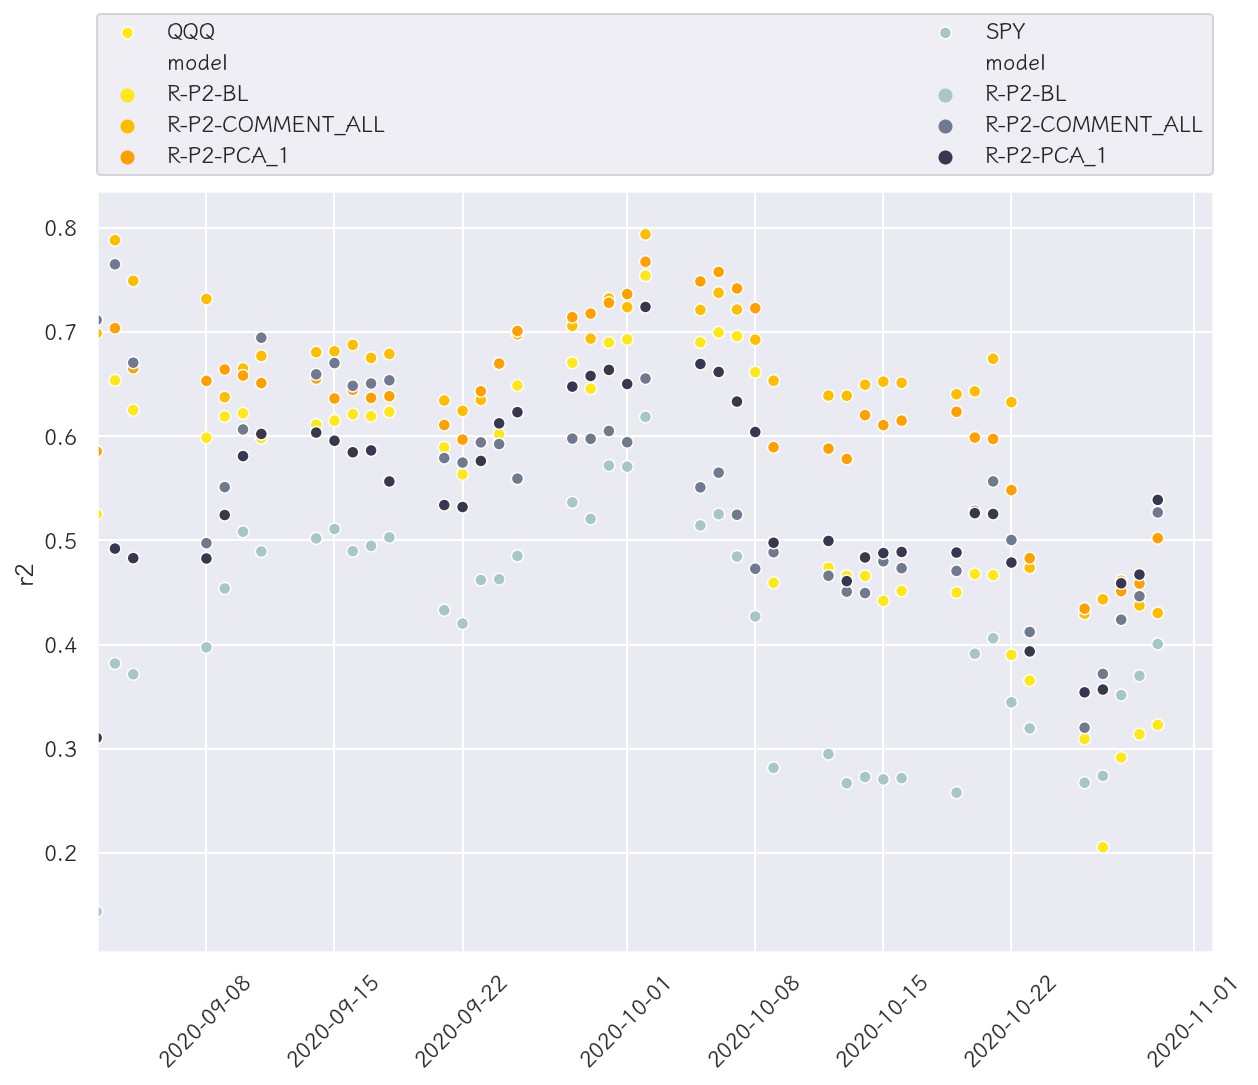 QQQ
model
R-P2-BL
R-P2-COMMENT_ALL
R-P2-PCA_1
SPY
model
R-P2-BL
R-P2-COMMENT_ALL
R-P2-PCA_1
0.8
0.7
0.6
0.5
0.4
0.3
0.2
r2
2020-09-08
2020-09-15
2020-09-22
2020-10-01
2020-10-08
2020-10-15
2020-10-22
2020-11-01